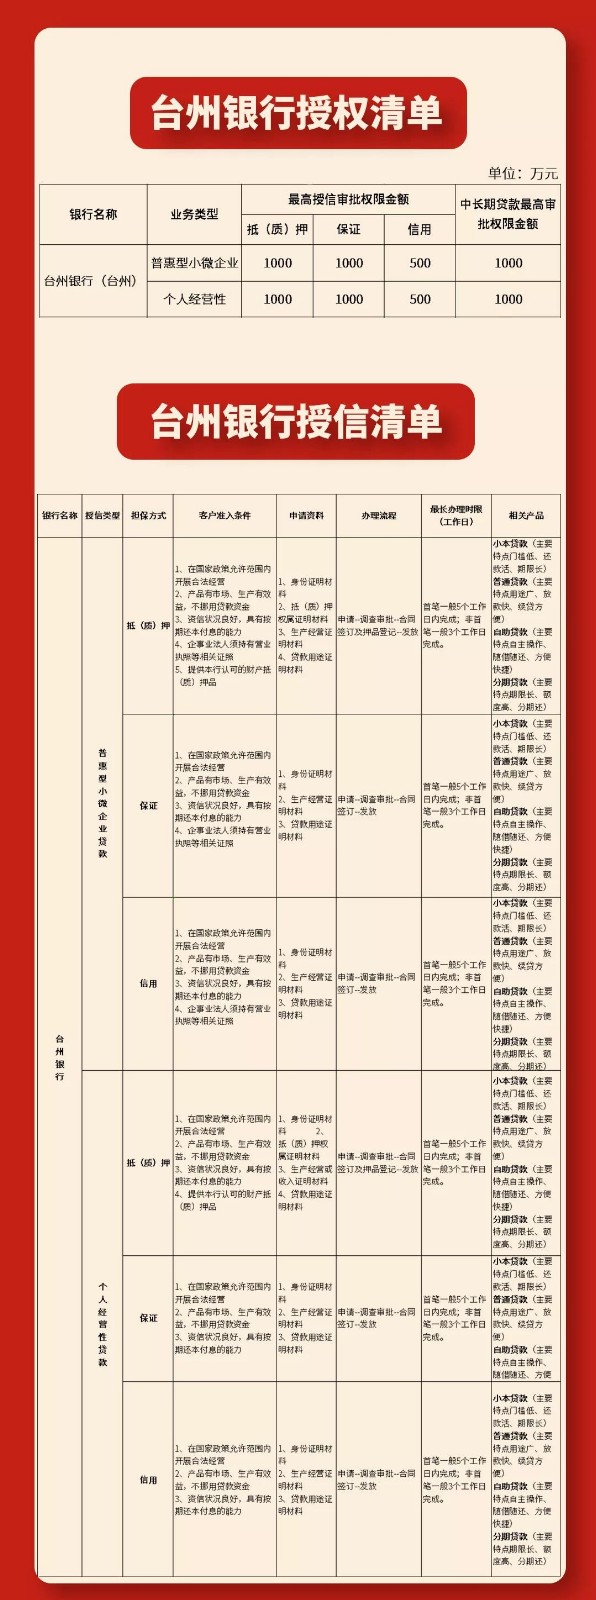 台州银行授权清单
单位：万元
银行名称
业务类型
最高授信审批权限金额
中长期贷款最高审
批权限金额
抵（质）押
保证
信用
台州银行（台州）
普惠型小微企业
1000
1000
500
1000
个人经营性
1000
1000
500
1000
台州银行授信清单
银行名称
授信类型
担保方式
客户准入条件
申请资料
办理流程
最长办理时限
（工作日）
相关产品
台
州
银
行
普
惠
型
小
微
企
业
贷
款
抵（质）押
1、在国家政策允许范围内
开展合法经营
2、产品有市场、生产有效
益，不挪用贷款资金
3、资信状况良好，具有按
期还本付息的能力
4、企事业法人须持有营业
执照等相关证照
5、提供本行认可的财产抵
（质）押品
1、身份证明材
料
2、抵（质）押
权属证明材料
3、生产经营证
明材料
4、贷款用途证
明材料
申请--调查审批--合同
签订及押品登记--发放
首笔一般5个工作
日内完成；非首
笔一般3个工作日
完成。
小本贷款（主要
特点门槛低、还
款活、期限长）
普通贷款（主要
特点用途广、放
款快、续贷方
便）
自助贷款（主要
特点自主操作、
随借随还、方便
快捷）
分期贷款（主要
特点期限长、额
度高、分期还）
保证
1、在国家政策允许范围内
开展合法经营
2、产品有市场、生产有效
益，不挪用贷款资金
3、资信状况良好，具有按
期还本付息的能力
4、企事业法人须持有营业
执照等相关证照
1、身份证明材
料
2、生产经营证
明材料
3、贷款用途证
明材料
申请--调查审批--合同
签订--发放
首笔一般5个工作
日内完成；非首
笔一般3个工作日
完成。
小本贷款（主要
特点门槛低、还
款活、期限长）
普通贷款（主要
特点用途广、放
款快、续贷方
便）
自助贷款（主要
特点自主操作、
随借随还、方便
快捷）
分期贷款（主要
特点期限长、额
度高、分期还）
信用
1、在国家政策允许范围内
开展合法经营
2、产品有市场、生产有效
益，不挪用贷款资金
3、资信状况良好，具有按
期还本付息的能力
4、企事业法人须持有营业
执照等相关证照
1、身份证明材
料
2、生产经营证
明材料
3、贷款用途证
明材料
申请--调查审批--合同
签订--发放
首笔一般5个工作
日内完成；非首
笔一般3个工作日
完成。
小本贷款（主要
特点门槛低、还
款活、期限长）
普通贷款（主要
特点用途广、放
款快、续贷方
便）
自助贷款（主要
特点自主操作、
随借随还、方便
快捷）
分期贷款（主要
特点期限长、额
度高、分期还）
个
人
经
营
性
贷
款
抵（质）押
1、在国家政策允许范围内
开展合法经营
2、产品有市场、生产有效
益，不挪用贷款资金
3、资信状况良好，具有按
期还本付息的能力
4、提供本行认可的财产抵
（质）押品
1、身份证明材
料 2、
抵（质）押权
属证明材料
3、生产经营或
收入证明材料
4、贷款用途证
明材料
申请--调查审批--合同
签订及押品登记--发放
首笔一般5个工作
日内完成；非首
笔一般3个工作日
完成。
小本贷款（主要
特点门槛低、还
款活、期限长）
普通贷款（主要
特点用途广、放
款快、续贷方
便）
自助贷款（主要
特点自主操作、
随借随还、方便
快捷）
分期贷款（主要
特点期限长、额
度高、分期还）
保证
1、在国家政策允许范围内
开展合法经营
2、产品有市场、生产有效
益，不挪用贷款资金
3、资信状况良好，具有按
期还本付息的能力
1、身份证明材
料
2、生产经营证
明材料
3、贷款用途证
明材料
申请--调查审批--合同
签订--发放
首笔一般5个工作
日内完成；非首
笔一般3个工作日
完成。
小本贷款（主要
特点门槛低、还
款活、期限长）
普通贷款（主要
特点用途广、放
款快、续贷方
便）
自助贷款（主要
特点自主操作、
随借随还、方便
信用
1、在国家政策允许范围内
开展合法经营
2、产品有市场、生产有效
益，不挪用贷款资金
3、资信状况良好，具有按
期还本付息的能力
1、身份证明材
料
2、生产经营证
明材料
3、贷款用途证
明材料
申请--调查审批--合同
签订--发放
首笔一般5个工作
日内完成；非首
笔一般3个工作日
完成。
小本贷款（主要
特点门槛低、还
款活、期限长）
普通贷款（主要
特点用途广、放
款快、续贷方
便）
自助贷款（主要
特点自主操作、
随借随还、方便
快捷）
分期贷款（主要
特点期限长、额
度高、分期还）